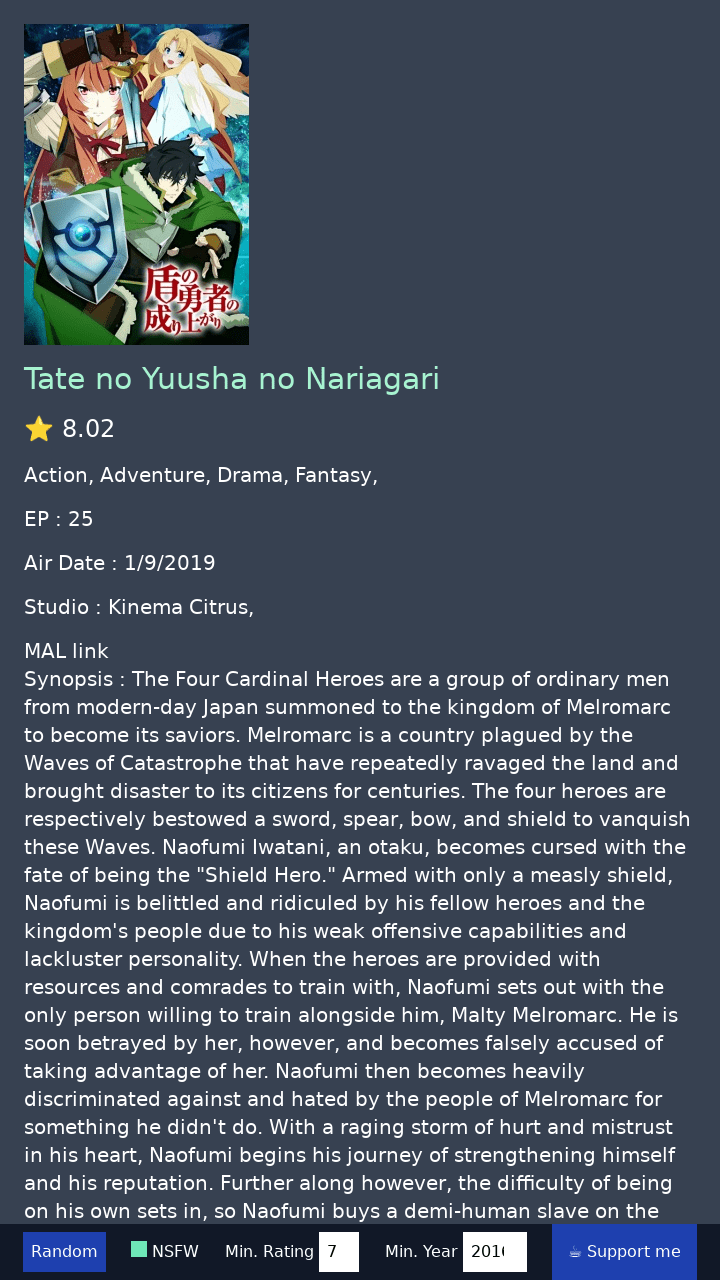 盾の
勇者の
成り上がり
Tate no Yuusha no Nariagari
⭐ 8.02
Action, Adventure, Drama, Fantasy,
EP : 25
Air Date : 1/9/2019
Studio : Kinema Citrus,
MAL link
Synopsis : The Four Cardinal Heroes are a group of ordinary men
from modern-day Japan summoned to the kingdom of Melromarc
to become its saviors. Melromarc is a country plagued by the
Waves of Catastrophe that have repeatedly ravaged the land and
brought disaster to its citizens for centuries. The four heroes are
respectively bestowed a sword, spear, bow, and shield to vanquish
these Waves. Naofumi Iwatani, an otaku, becomes cursed with the
fate of being the "Shield Hero." Armed with only a measly shield,
Naofumi is belittled and ridiculed by his fellow heroes and the
kingdom's people due to his weak offensive capabilities and
lackluster personality. When the heroes are provided with
resources and comrades to train with, Naofumi sets out with the
only person willing to train alongside him, Malty Melromarc. He is
soon betrayed by her, however, and becomes falsely accused of
taking advantage of her. Naofumi then becomes heavily
discriminated against and hated by the people of Melromarc for
something he didn't do. With a raging storm of hurt and mistrust
in his heart, Naofumi begins his journey of strengthening himself
and his reputation. Further along however, the difficulty of being
on his own sets in, so Naofumi buys a demi-human slave on the
Random NSFW Min. Rating 7 Min. Year 2016 ☕ Support me